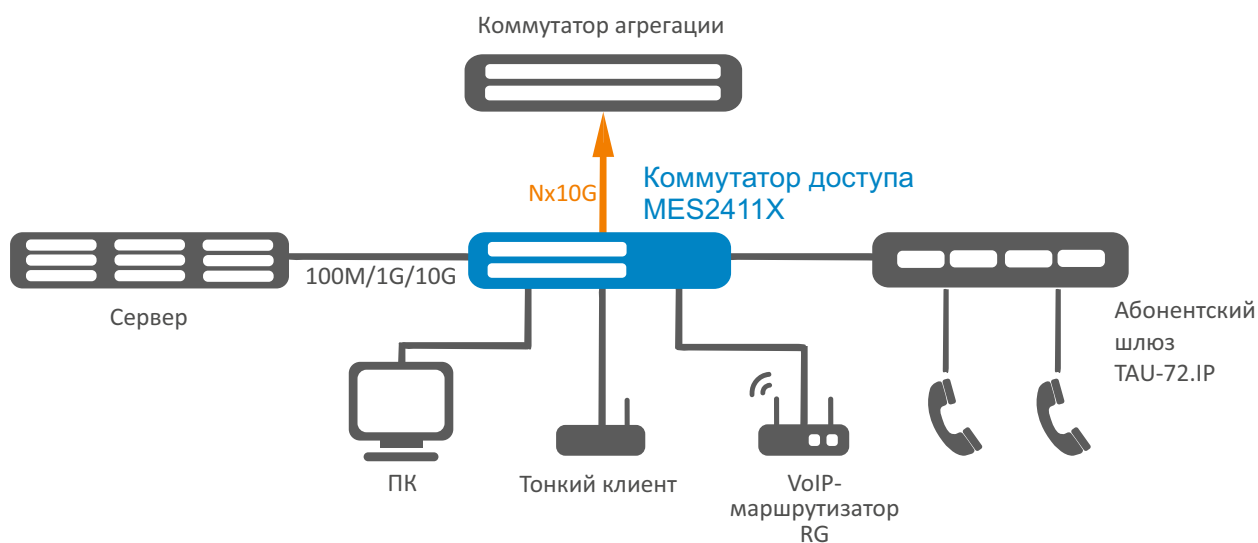 Коммутатор агрегации
Nx10G
Коммутатор доступа
MES2411X
100M/1G/10G
Сервер
Абонентский
шлюз
TAU-72.IP
ПК
Тонкий клиент
VoIP-
маршрутизатор
RG